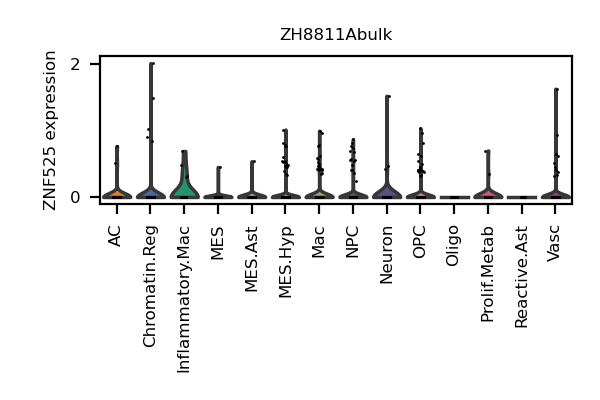 ZH8811Abulk
ZNF525 expression
2
0
AC
Chromatin.Reg
Inflammatory.Mac
MES
MES.Ast
MES.Hyp
Mac
NPC
Neuron
OPC
Oligo
Prolif.Metab
Reactive.Ast
Vasc